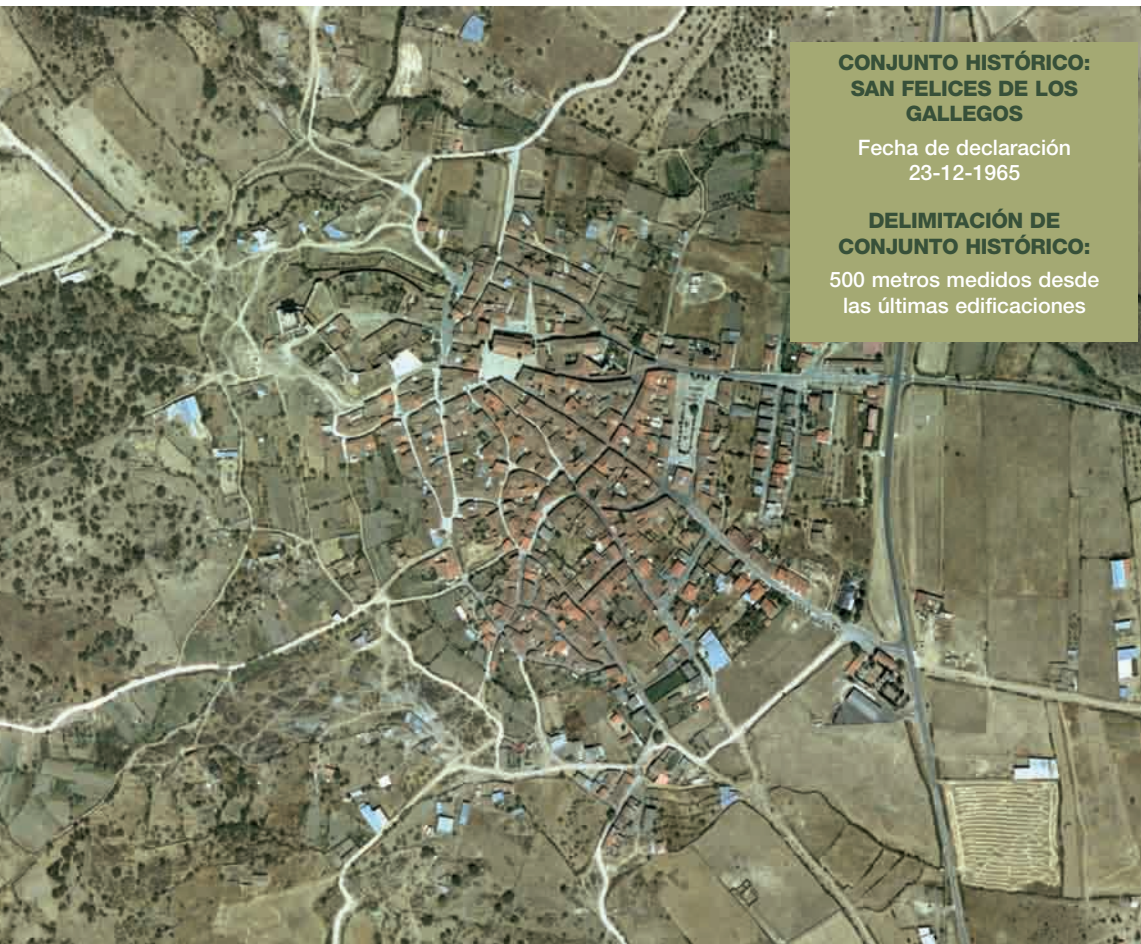 CONJUNTO HISTÓRICO:
SAN FELICES DE LOS
GALLEGOS
Fecha de declaración
23-12-1965
DELIMITACIÓN DE
CONJUNTO HISTÓRICO:
500 metros medidos desde
las últimas edificaciones